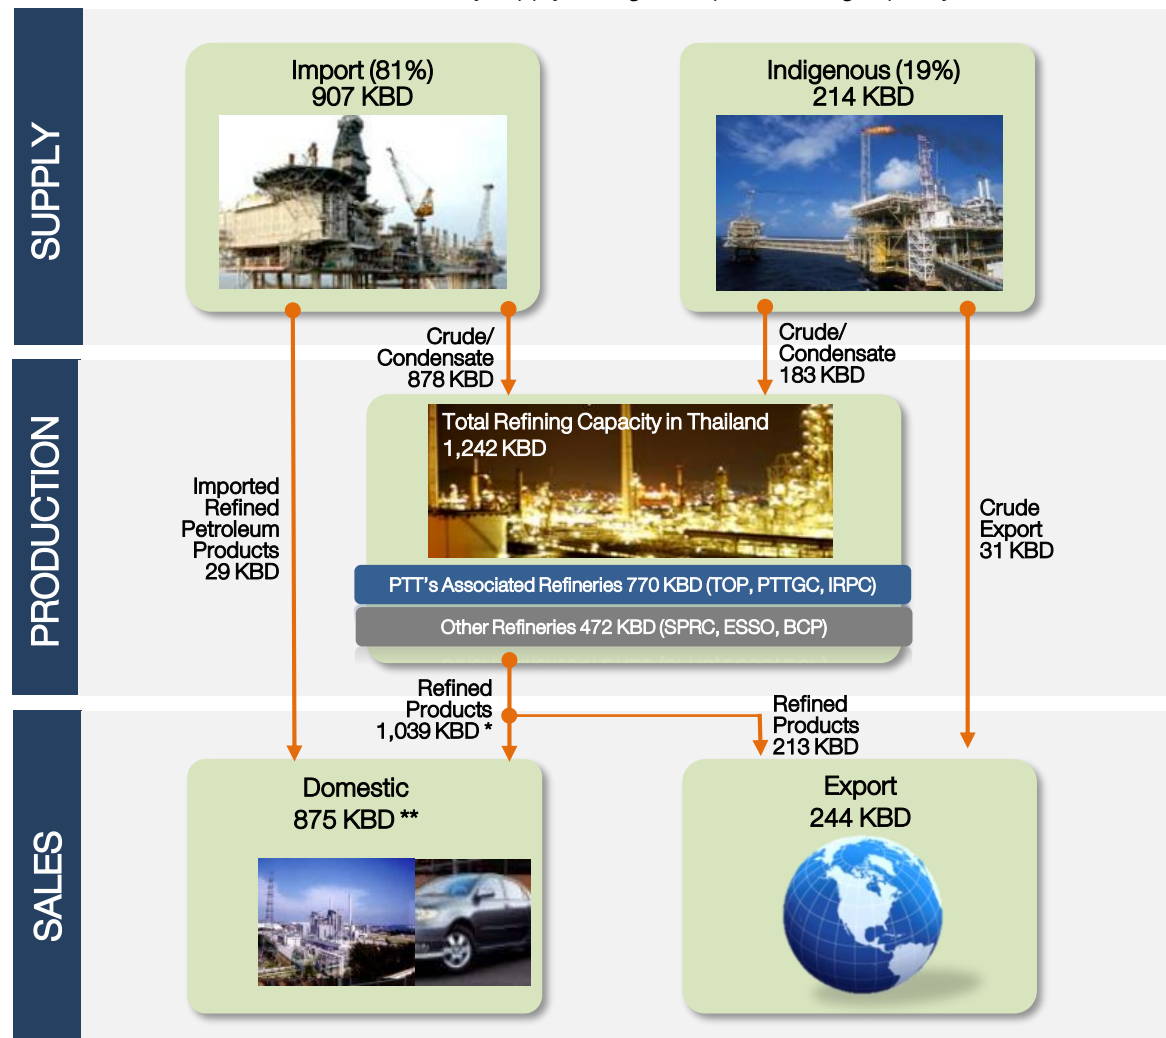 SUPPLY
Import (81%)
907 KBD
Indigenous (19%)
214 KBD
Crude/
Condensate
878 KBD
Crude/
Condensate
183 KBD
PRODUCTION
Total Refining Capacity in Thailand
1,242 KBD
Imported
Refined
Petroleum
Products
29 KBD
Crude
Export
31 KBD
PTT's Associated Refineries 770 KBD (TOP, PTTGC, IRPC)
Other Refineries 472 KBD (SPRC, ESSO, BCP)
Refined
Products
1,039 KBD *
Refined
Products
213 KBD
SALES
Domestic
875 KBD **
Export
244 KBD